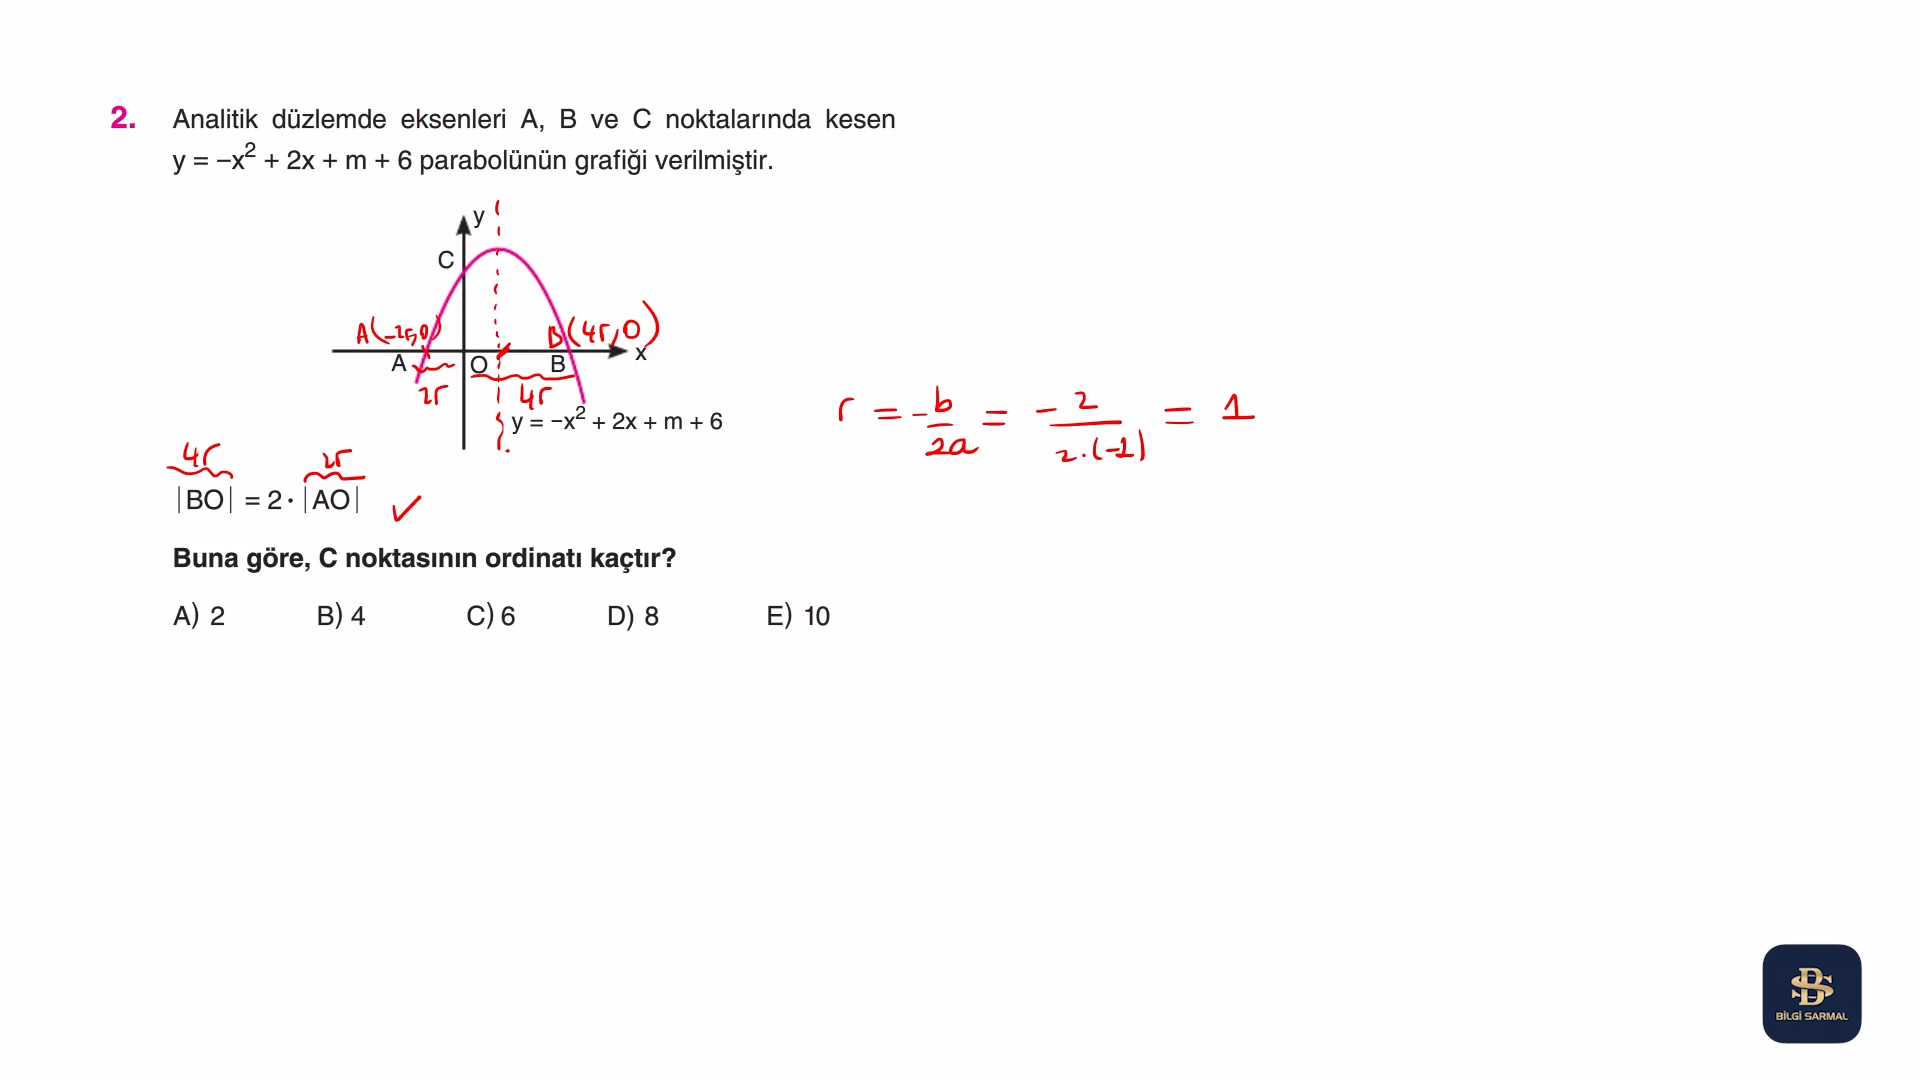 2. Analitik düzlemde eksenleri A, B ve C noktalarında kesen
y = −x² + 2x + m + 6 parabolünün grafiği verilmiştir.
y
C
A(-2r,0)
B(4r,0)
x
A
O
B
2r
4r
y = −x² + 2x + m + 6
r = -b/2a = -2/2·(-1) = 1
4r
2r
|BO| = 2·|AO| ✓
Buna göre, C noktasının ordinatı kaçtır?
A) 2 B) 4 C) 6 D) 8 E) 10
BİLGİ SARMAL